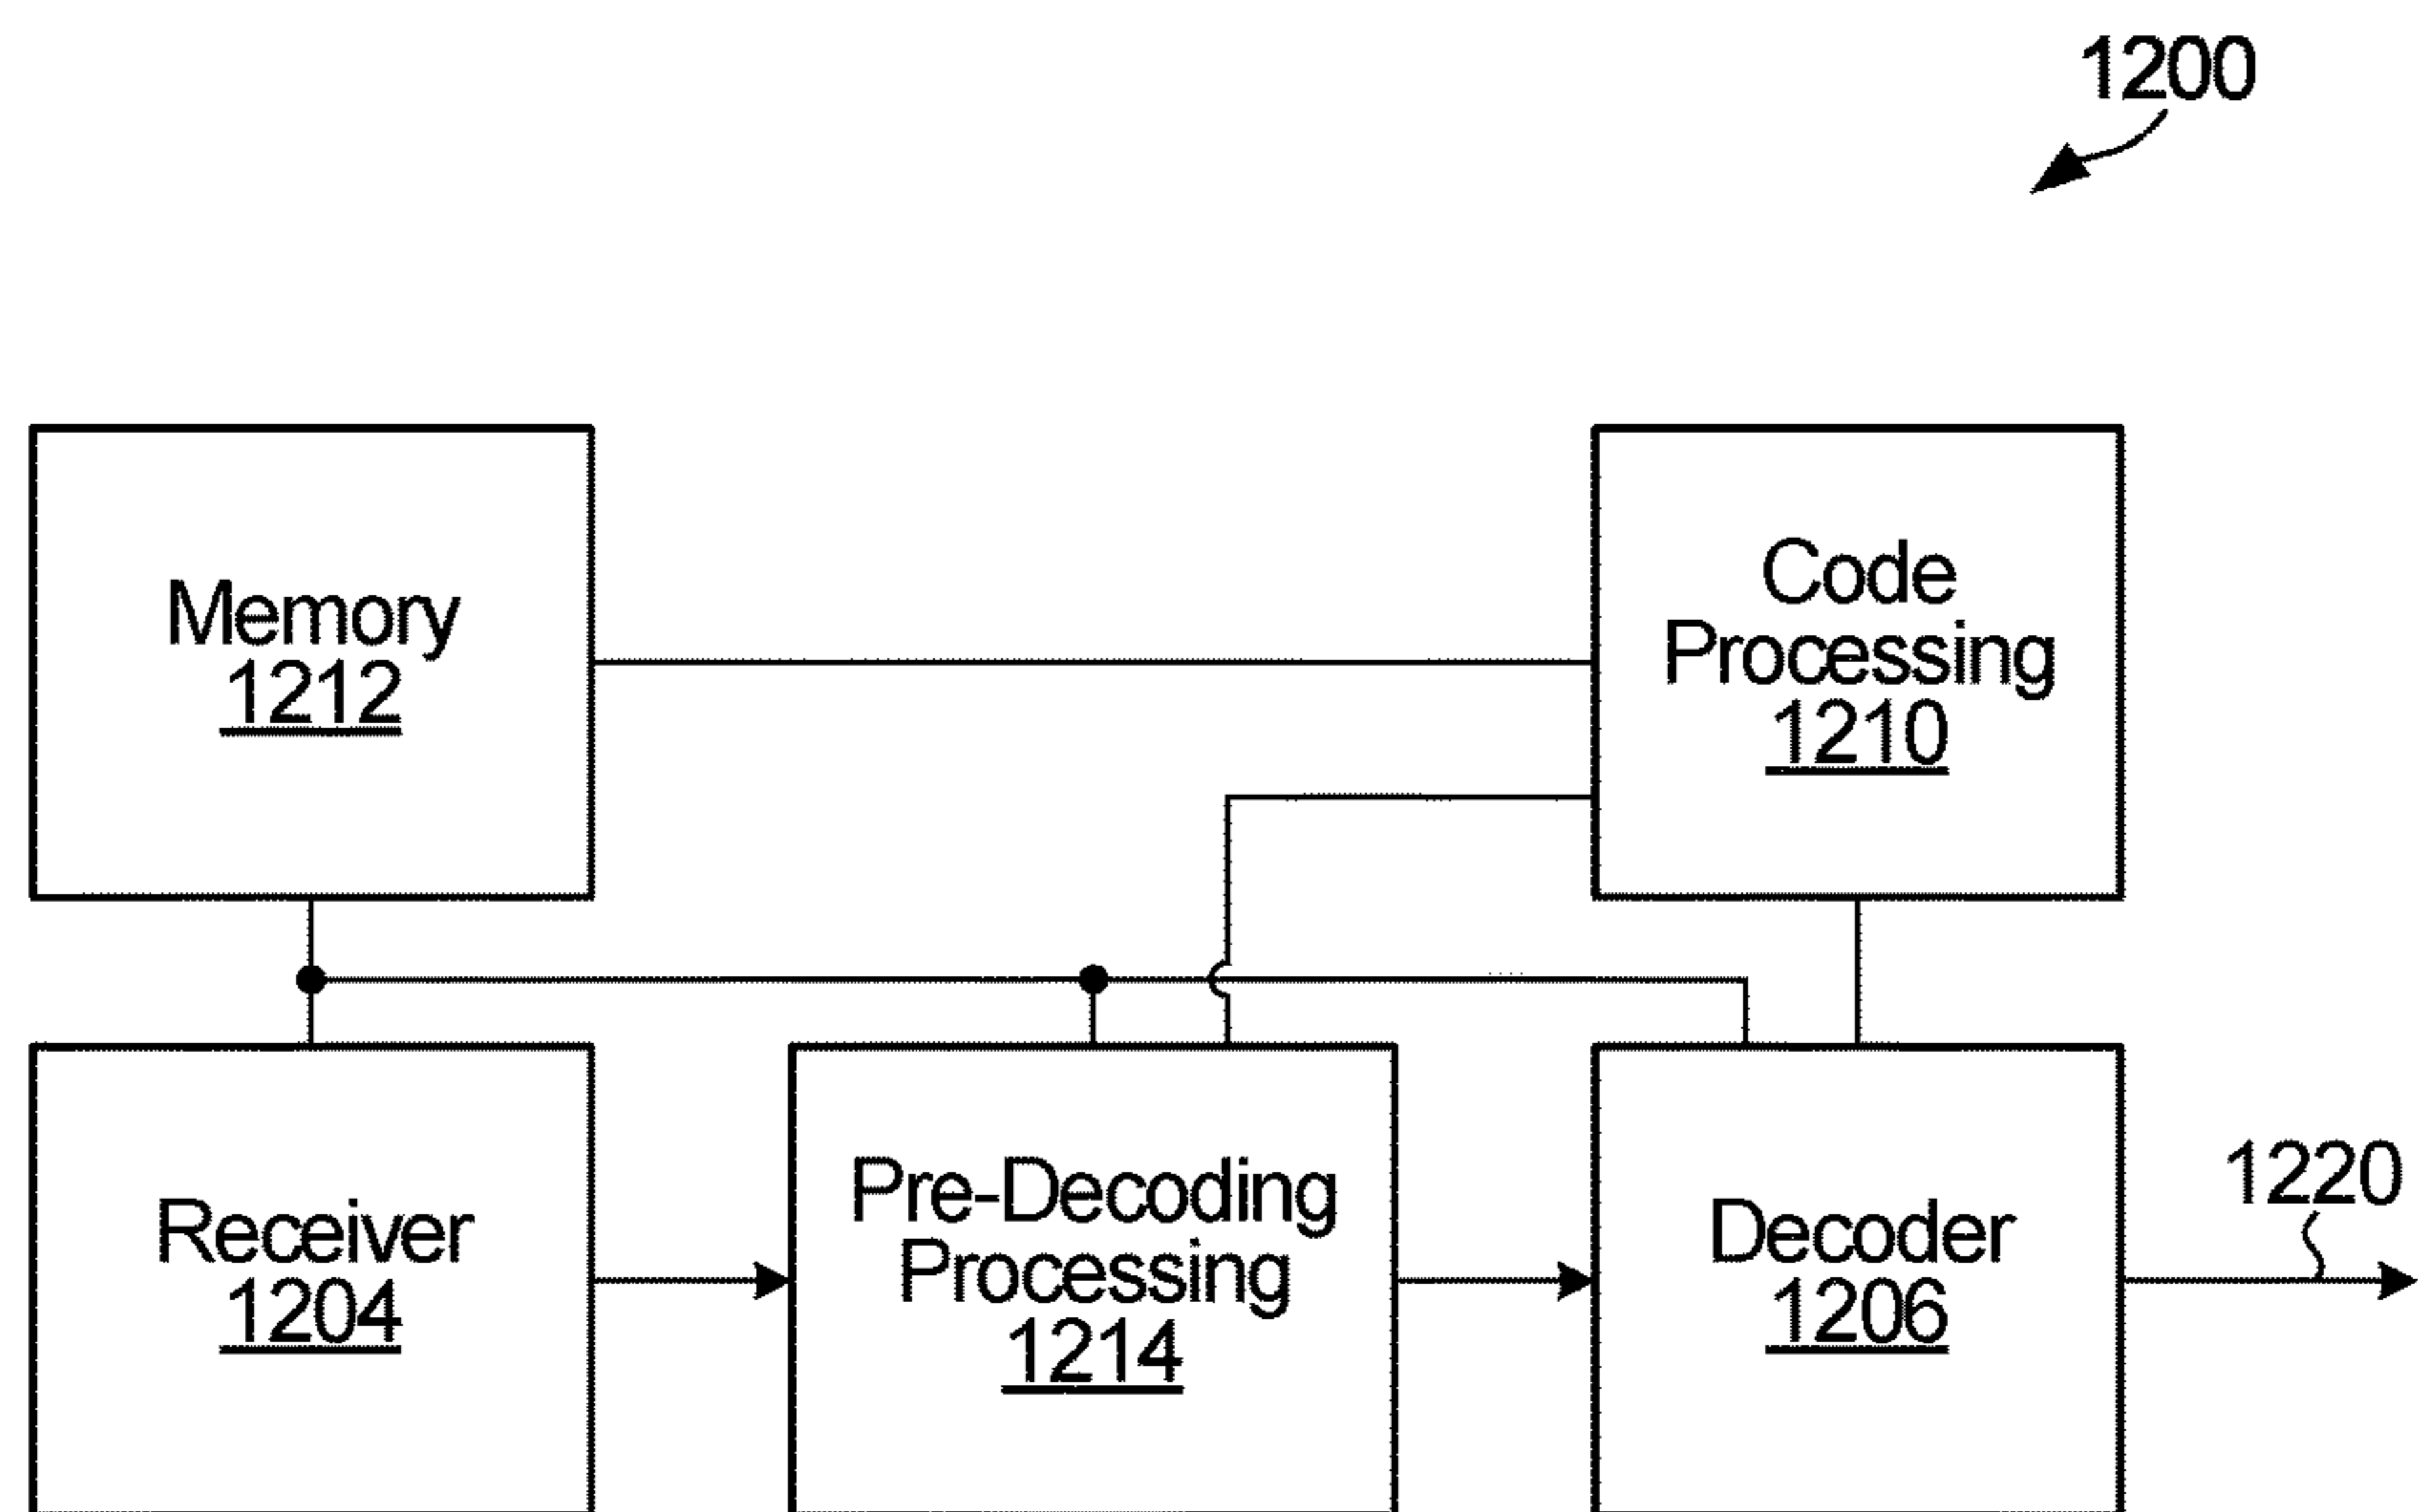 1200
Memory
1212
Code
Processing
1210
Receiver
1204
Pre-Decoding
Processing
1214
Decoder
1206
1220